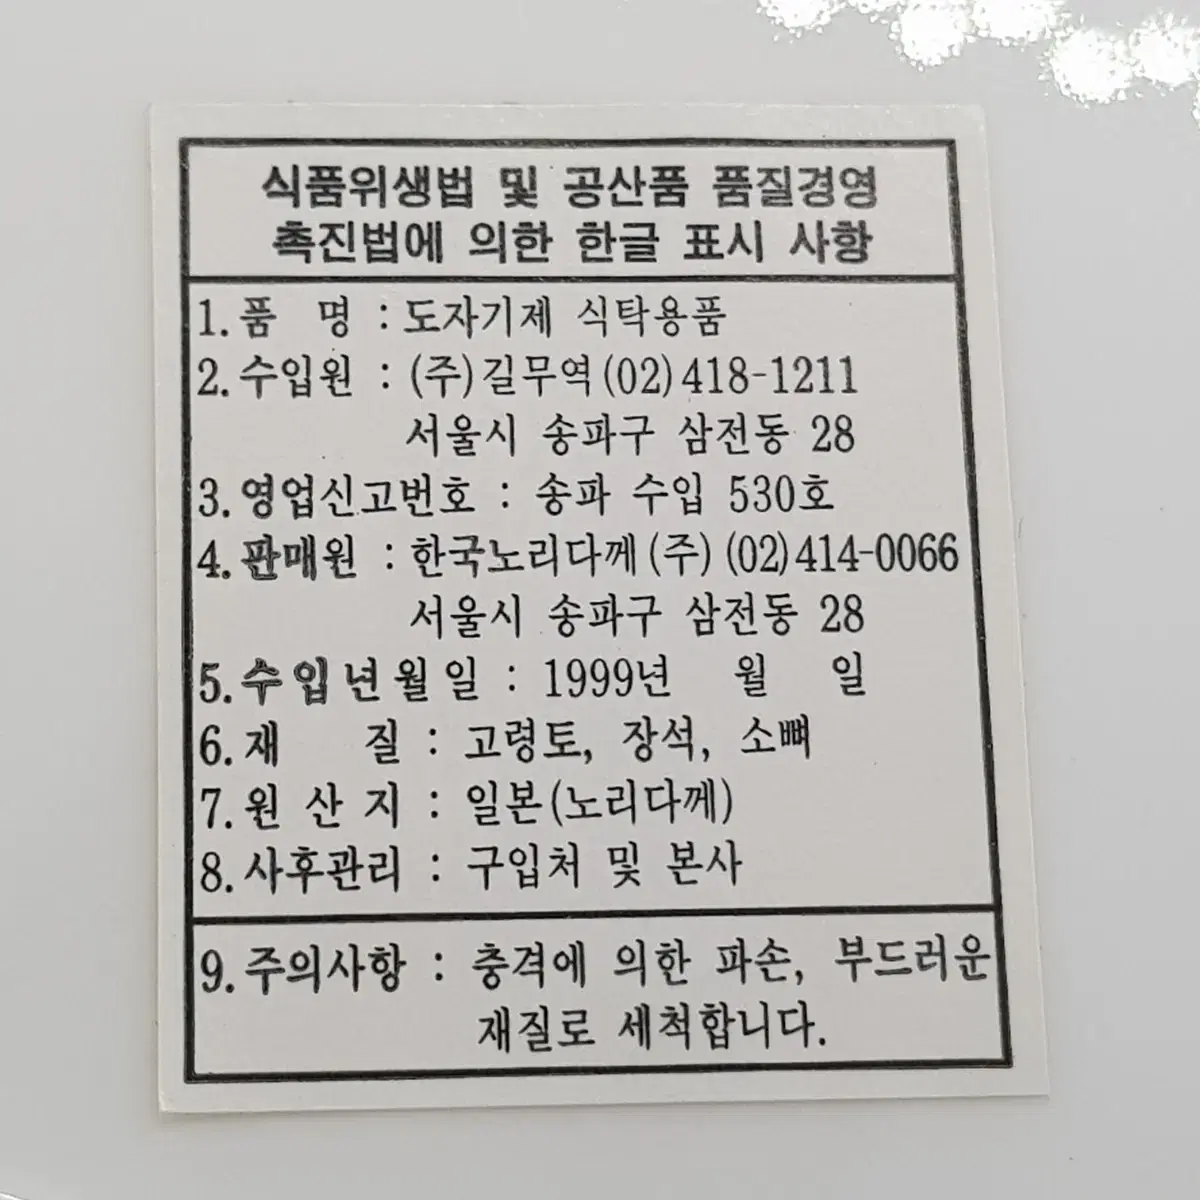 식품위생법 및 공산품 품질경영
촉진법에 의한 한글 표시 사항
1. 품 명 : 도자기제 식탁용품
2. 수입원 : (주)길무역(02)418-1211
서울시 송파구 삼전동 28
3. 영업신고번호 : 송파 수입 530호
4. 판매원 : 한국노리다께(주) (02)414-0066
서울시 송파구 삼전동 28
5. 수입년월일 : 1999년 월 일
6. 재 질 : 고령토, 장석, 소뼈
7. 원 산 지 : 일본(노리다께)
8. 사후관리 : 구입처 및 본사
9. 주의사항 : 충격에 의한 파손, 부드러운
재질로 세척합니다.